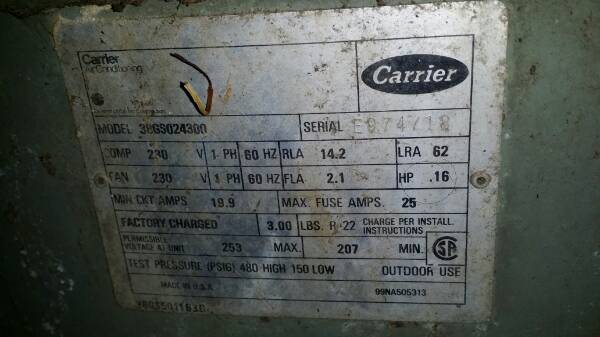 Carrier
Air Conditioning
Carrier
MODEL 38GS024300 SERIAL E974718
COMP 230 V 1 PH 60 HZ RLA 14.2 LRA 62
FAN 230 V 1 PH 60 HZ FLA 2.1 HP .16
MIN CKT AMPS 19.9 MAX. FUSE AMPS. 25
FACTORY CHARGED 3.00 LBS. R-22 CHARGE PER INSTALL. INSTRUCTIONS
PERMISSIBLE VOLTAGE AT UNIT 253 MAX. 207 MIN.
TEST PRESSURE (PSIG) 480 HIGH 150 LOW OUTDOOR USE
MADE IN U.S.A. 99NA505313